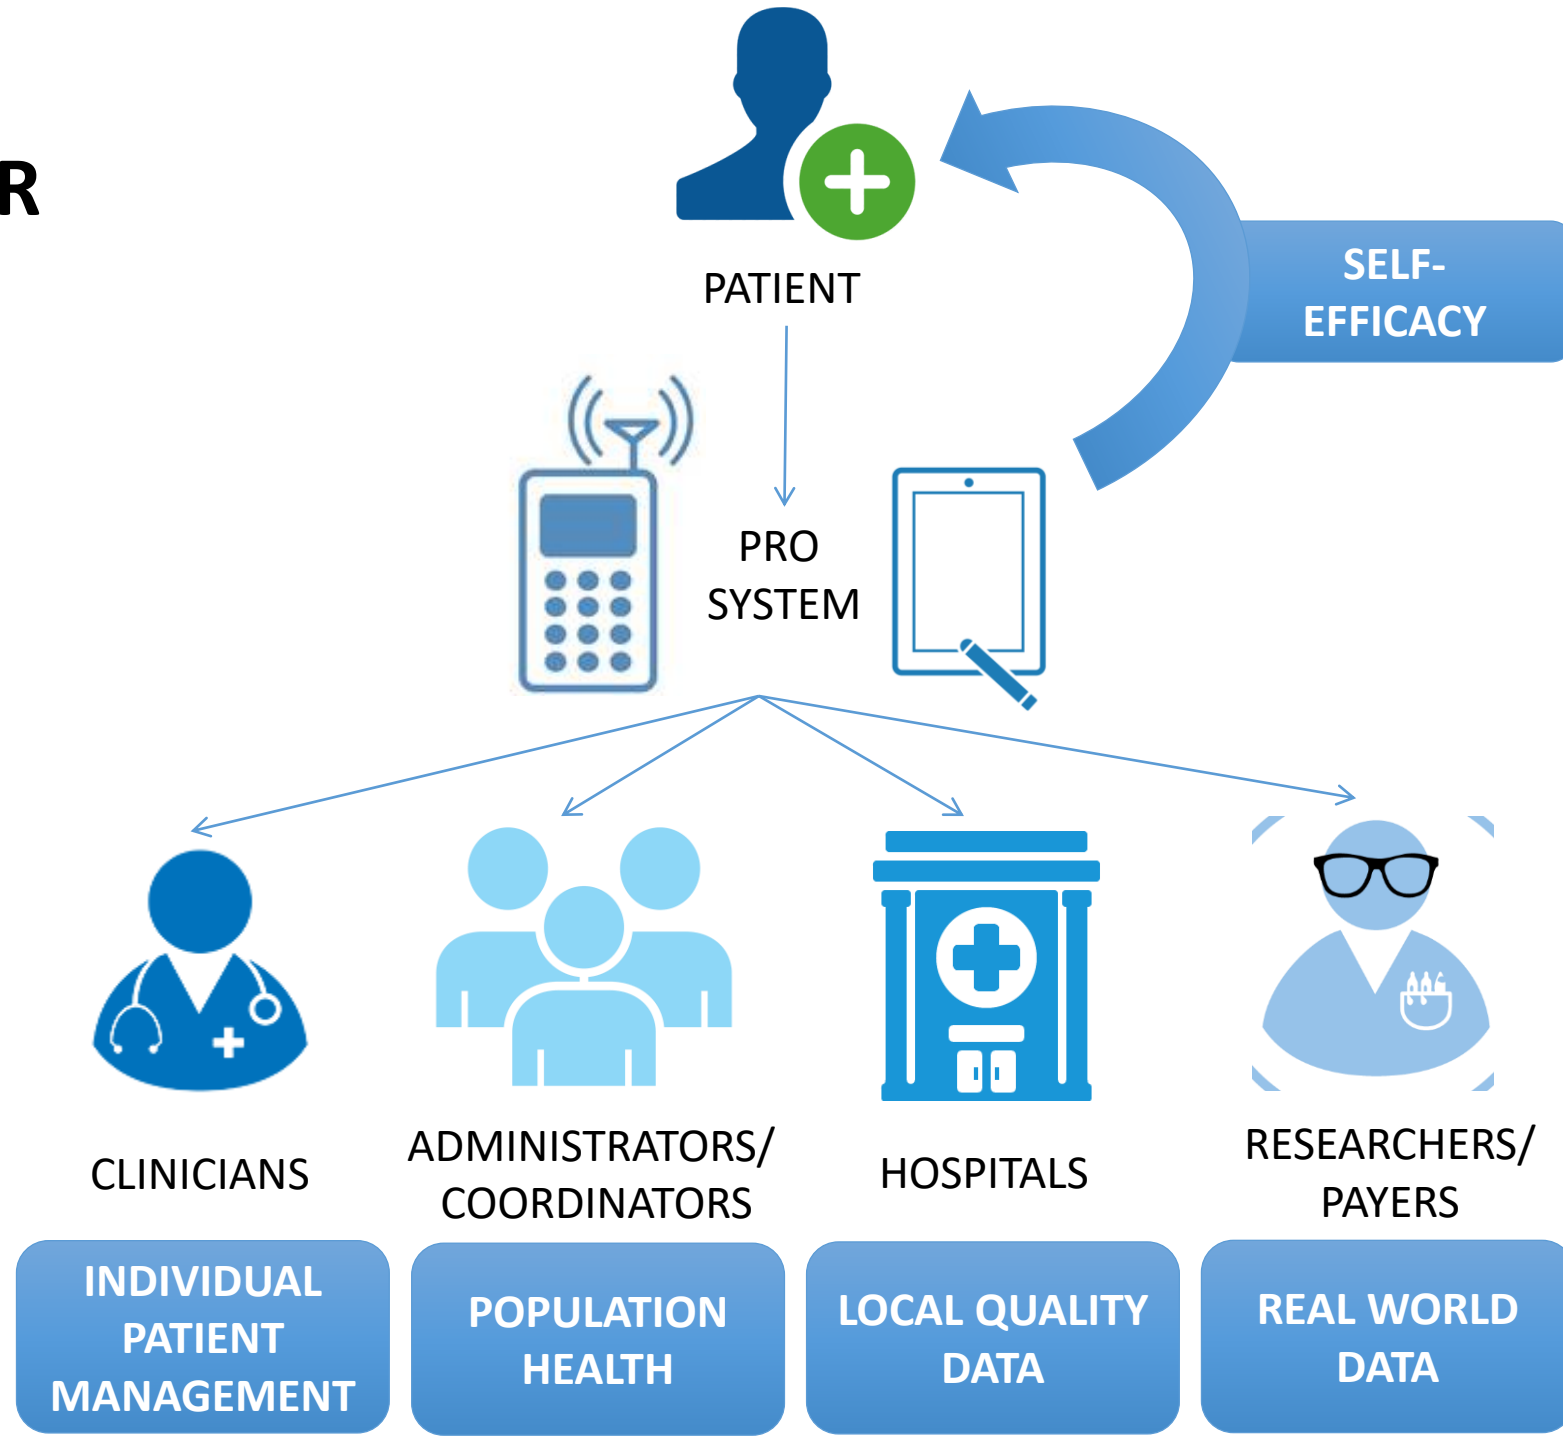 R
PATIENT
SELF-
EFFICACY
PRO
SYSTEM
CLINICIANS
ADMINISTRATORS/
COORDINATORS
HOSPITALS
RESEARCHERS/
PAYERS
INDIVIDUAL
PATIENT
MANAGEMENT
POPULATION
HEALTH
LOCAL QUALITY
DATA
REAL WORLD
DATA